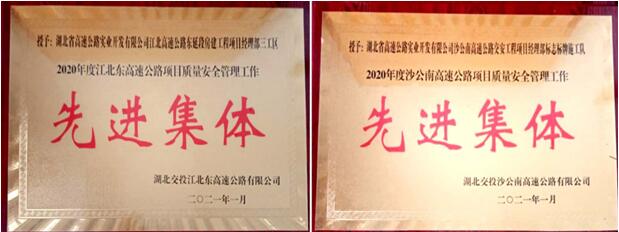 授予：湖北省高速公路实业开发有限公司江北高速公路东延段房建工程项目经理部三工区
2020年度江北东高速公路项目质量安全管理工作
先进集体
湖北交投江北东高速公路有限公司
二〇二一年一月
授予：湖北省高速公路实业开发有限公司沙公南高速公路交安工程项目经理部标志标牌施工队
2020年度沙公南高速公路项目质量安全管理工作
先进集体
湖北交投沙公南高速公路有限公司
二〇二一年一月